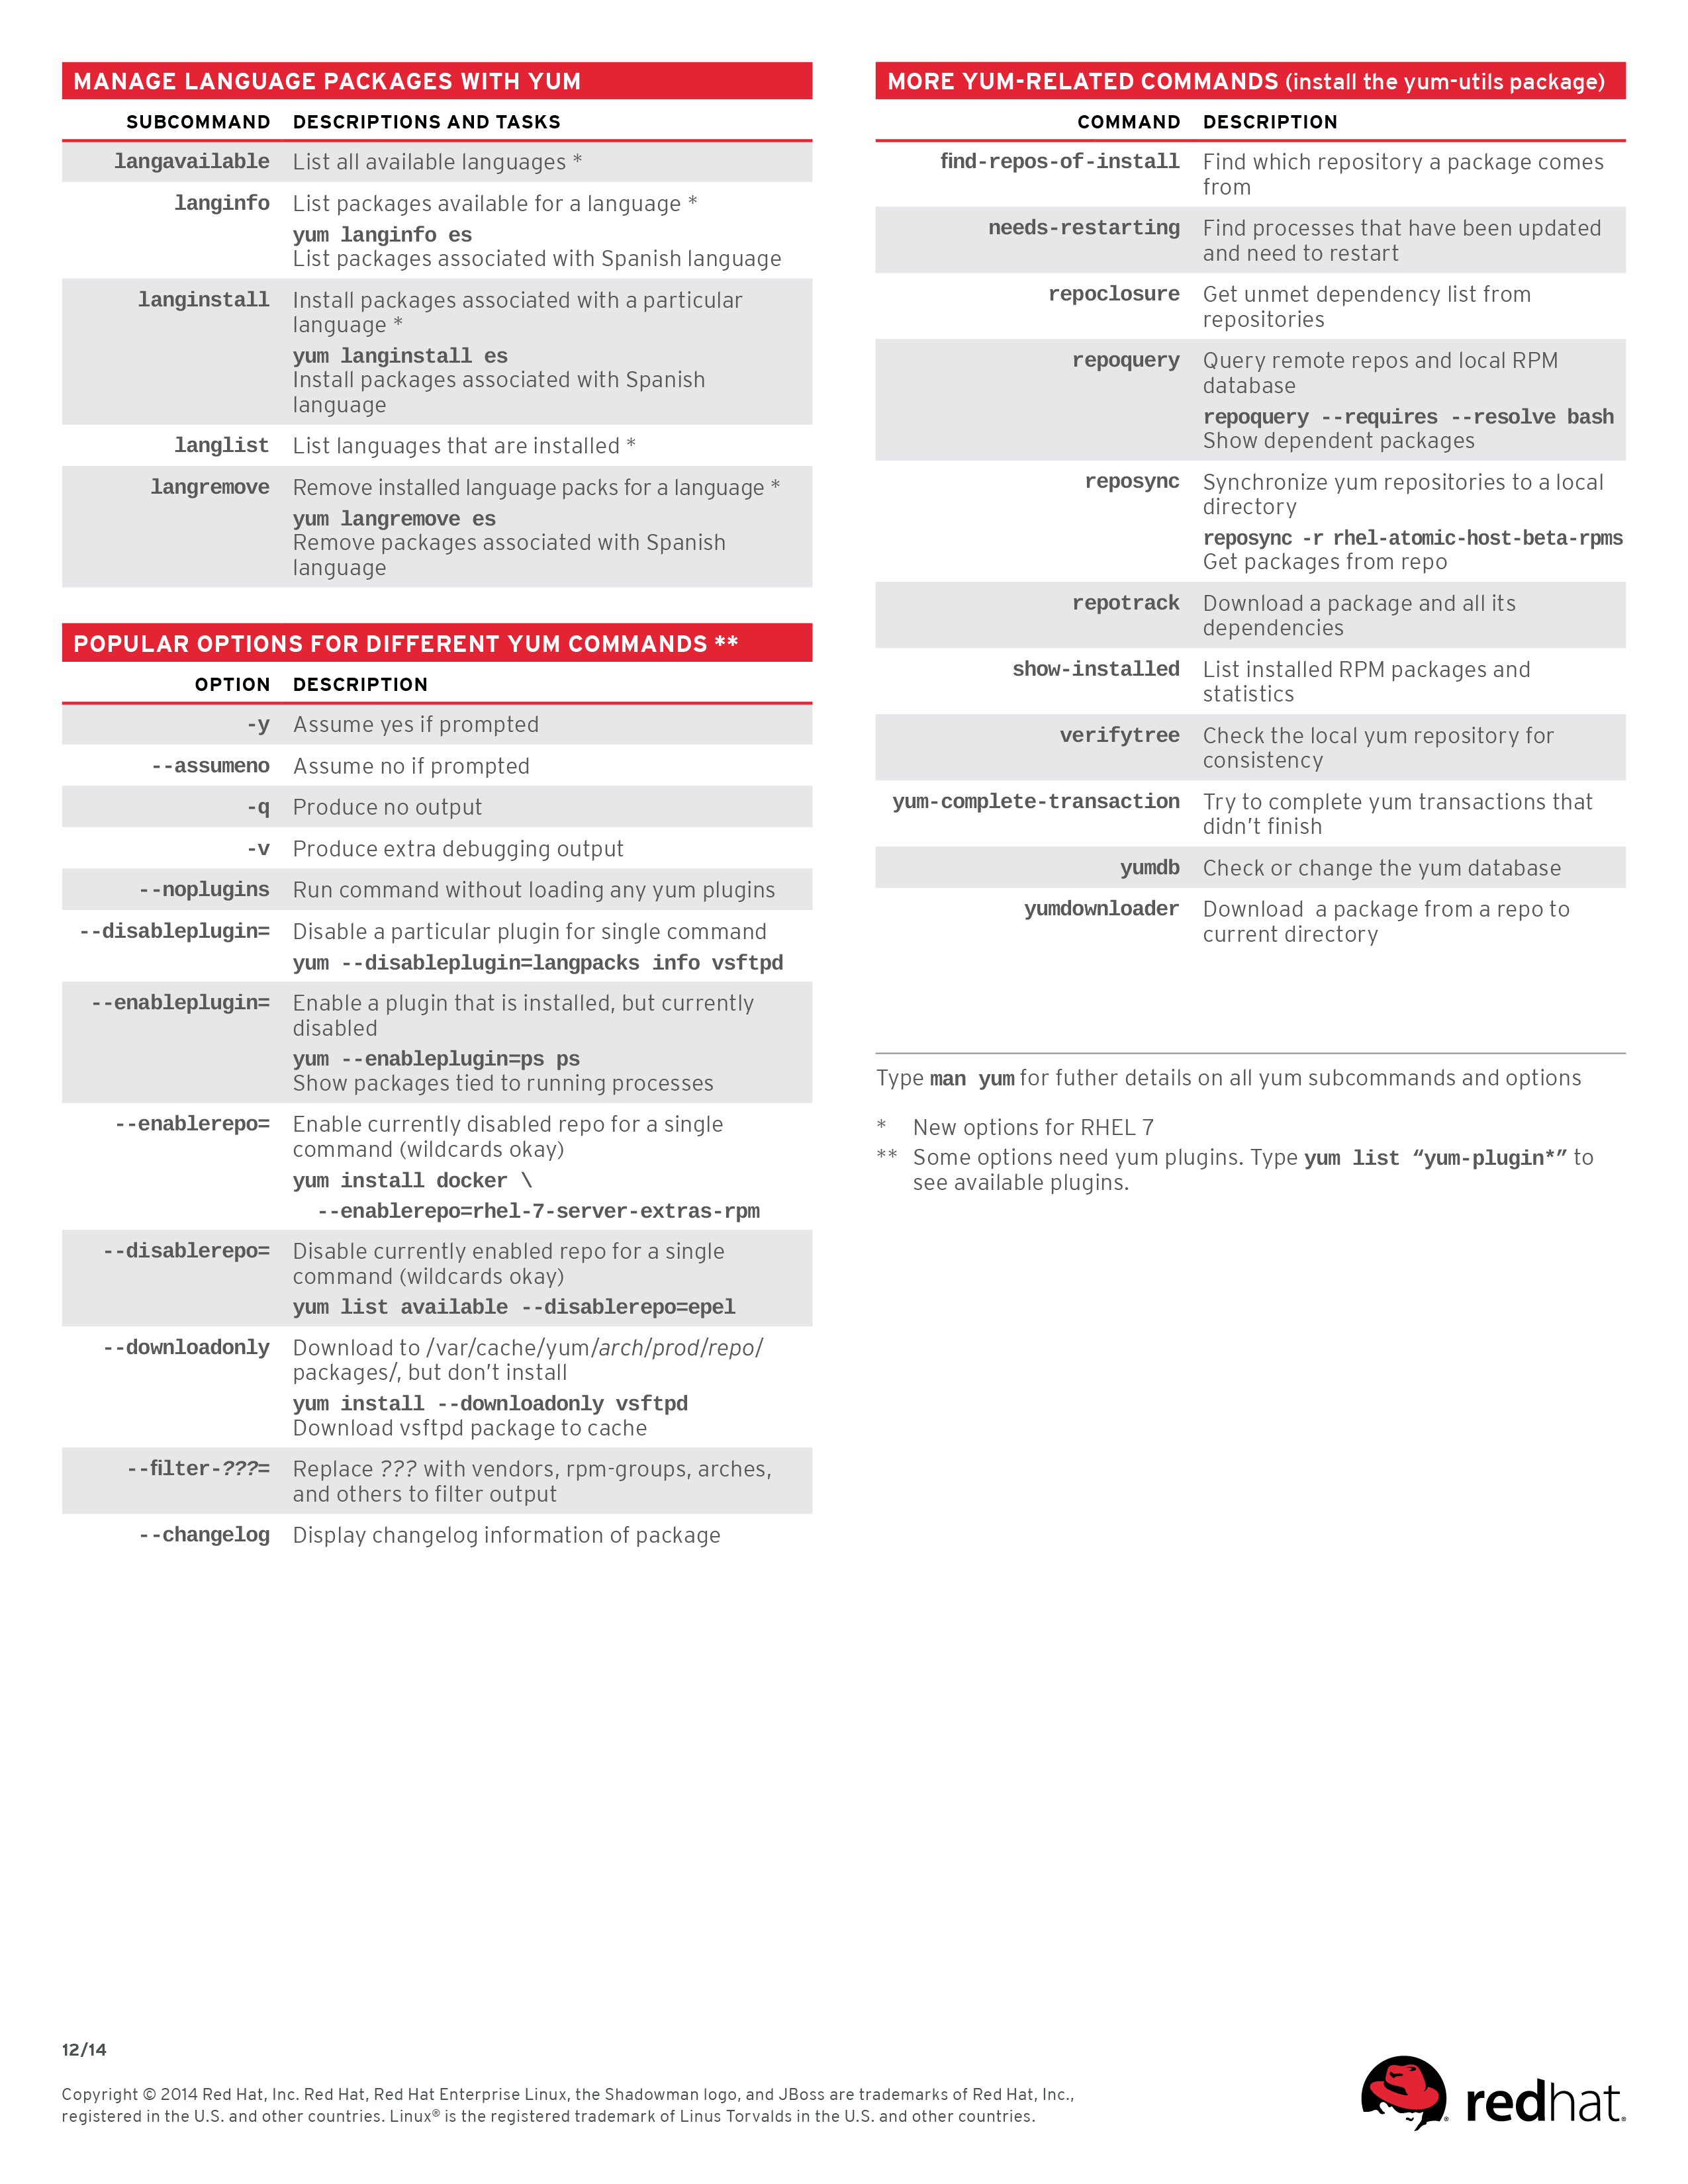 MANAGE LANGUAGE PACKAGES WITH YUM
SUBCOMMAND DESCRIPTIONS AND TASKS
langavailable List all available languages *
langinfo List packages available for a language *
yum langinfo es
List packages associated with Spanish language
langinstall Install packages associated with a particular
language *
yum langinstall es
Install packages associated with Spanish
language
langlist List languages that are installed *
langremove Remove installed language packs for a language *
yum langremove es
Remove packages associated with Spanish
language
POPULAR OPTIONS FOR DIFFERENT YUM COMMANDS **
OPTION DESCRIPTION
-y Assume yes if prompted
--assumeno Assume no if prompted
-q Produce no output
-v Produce extra debugging output
--noplugins Run command without loading any yum plugins
--disableplugin= Disable a particular plugin for single command
yum --disableplugin=langpacks info vsftpd
--enableplugin= Enable a plugin that is installed, but currently
disabled
yum --enableplugin=ps ps
Show packages tied to running processes
--enablerepo= Enable currently disabled repo for a single
command (wildcards okay)
yum install docker \
--enablerepo=rhel-7-server-extras-rpm
--disablerepo= Disable currently enabled repo for a single
command (wildcards okay)
yum list available --disablerepo=epel
--downloadonly Download to /var/cache/yum/arch/prod/repo/
packages/, but don’t install
yum install --downloadonly vsftpd
Download vsftpd package to cache
--filter-???= Replace ??? with vendors, rpm-groups, arches,
and others to filter output
--changelog Display changelog information of package
MORE YUM-RELATED COMMANDS (install the yum-utils package)
COMMAND DESCRIPTION
find-repos-of-install Find which repository a package comes
from
needs-restarting Find processes that have been updated
and need to restart
repoclosure Get unmet dependency list from
repositories
repoquery Query remote repos and local RPM
database
repoquery --requires --resolve bash
Show dependent packages
reposync Synchronize yum repositories to a local
directory
reposync -r rhel-atomic-host-beta-rpms
Get packages from repo
repotrack Download a package and all its
dependencies
show-installed List installed RPM packages and
statistics
verifytree Check the local yum repository for
consistency
yum-complete-transaction Try to complete yum transactions that
didn’t finish
yumdb Check or change the yum database
yumdownloader Download a package from a repo to
current directory
Type man yum for futher details on all yum subcommands and options
* New options for RHEL 7
** Some options need yum plugins. Type yum list “yum-plugin*” to
see available plugins.
12/14
Copyright © 2014 Red Hat, Inc. Red Hat, Red Hat Enterprise Linux, the Shadowman logo, and JBoss are trademarks of Red Hat, Inc.,
registered in the U.S. and other countries. Linux® is the registered trademark of Linus Torvalds in the U.S. and other countries.
redhat®